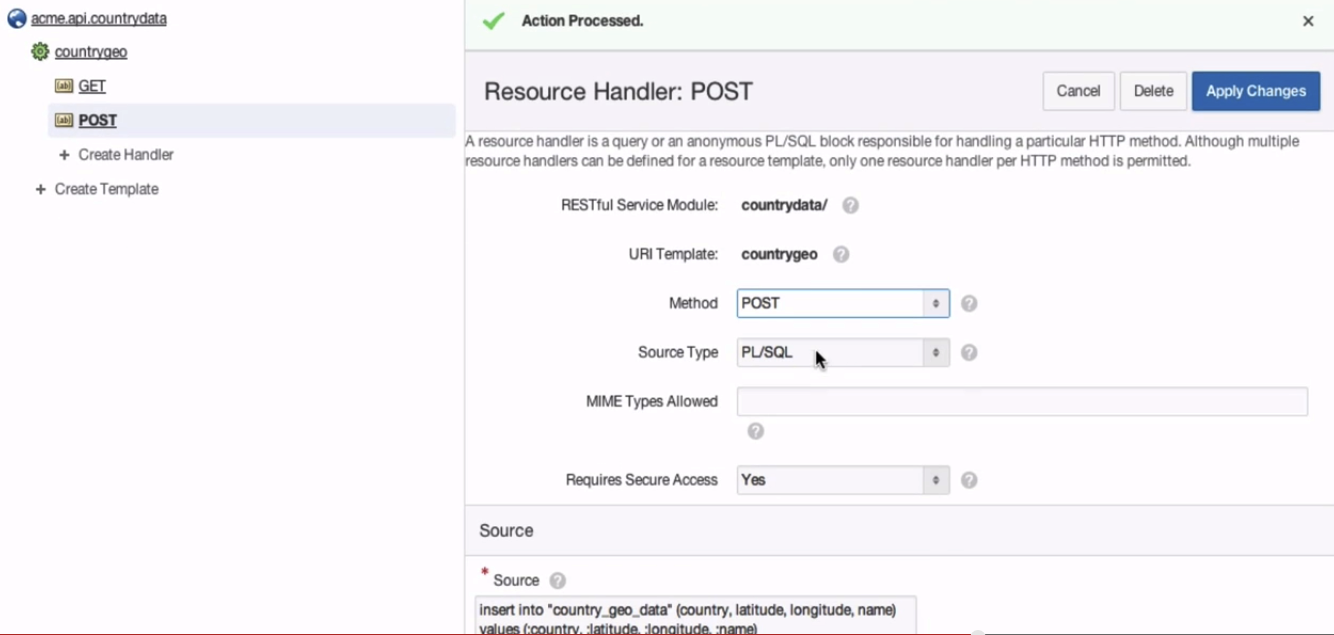 acme.api.countrydata
countrygeo
GET
POST
+ Create Handler
+ Create Template
Action Processed.
Resource Handler: POST
Cancel
Delete
Apply Changes
A resource handler is a query or an anonymous PL/SQL block responsible for handling a particular HTTP method. Although multiple
resource handlers can be defined for a resource template, only one resource handler per HTTP method is permitted.
RESTful Service Module: countrydata/
URI Template: countrygeo
Method POST
Source Type PL/SQL
MIME Types Allowed
Requires Secure Access Yes
Source
* Source
insert into "country_geo_data" (country, latitude, longitude, name)
values (:country, :latitude, :longitude, :name)